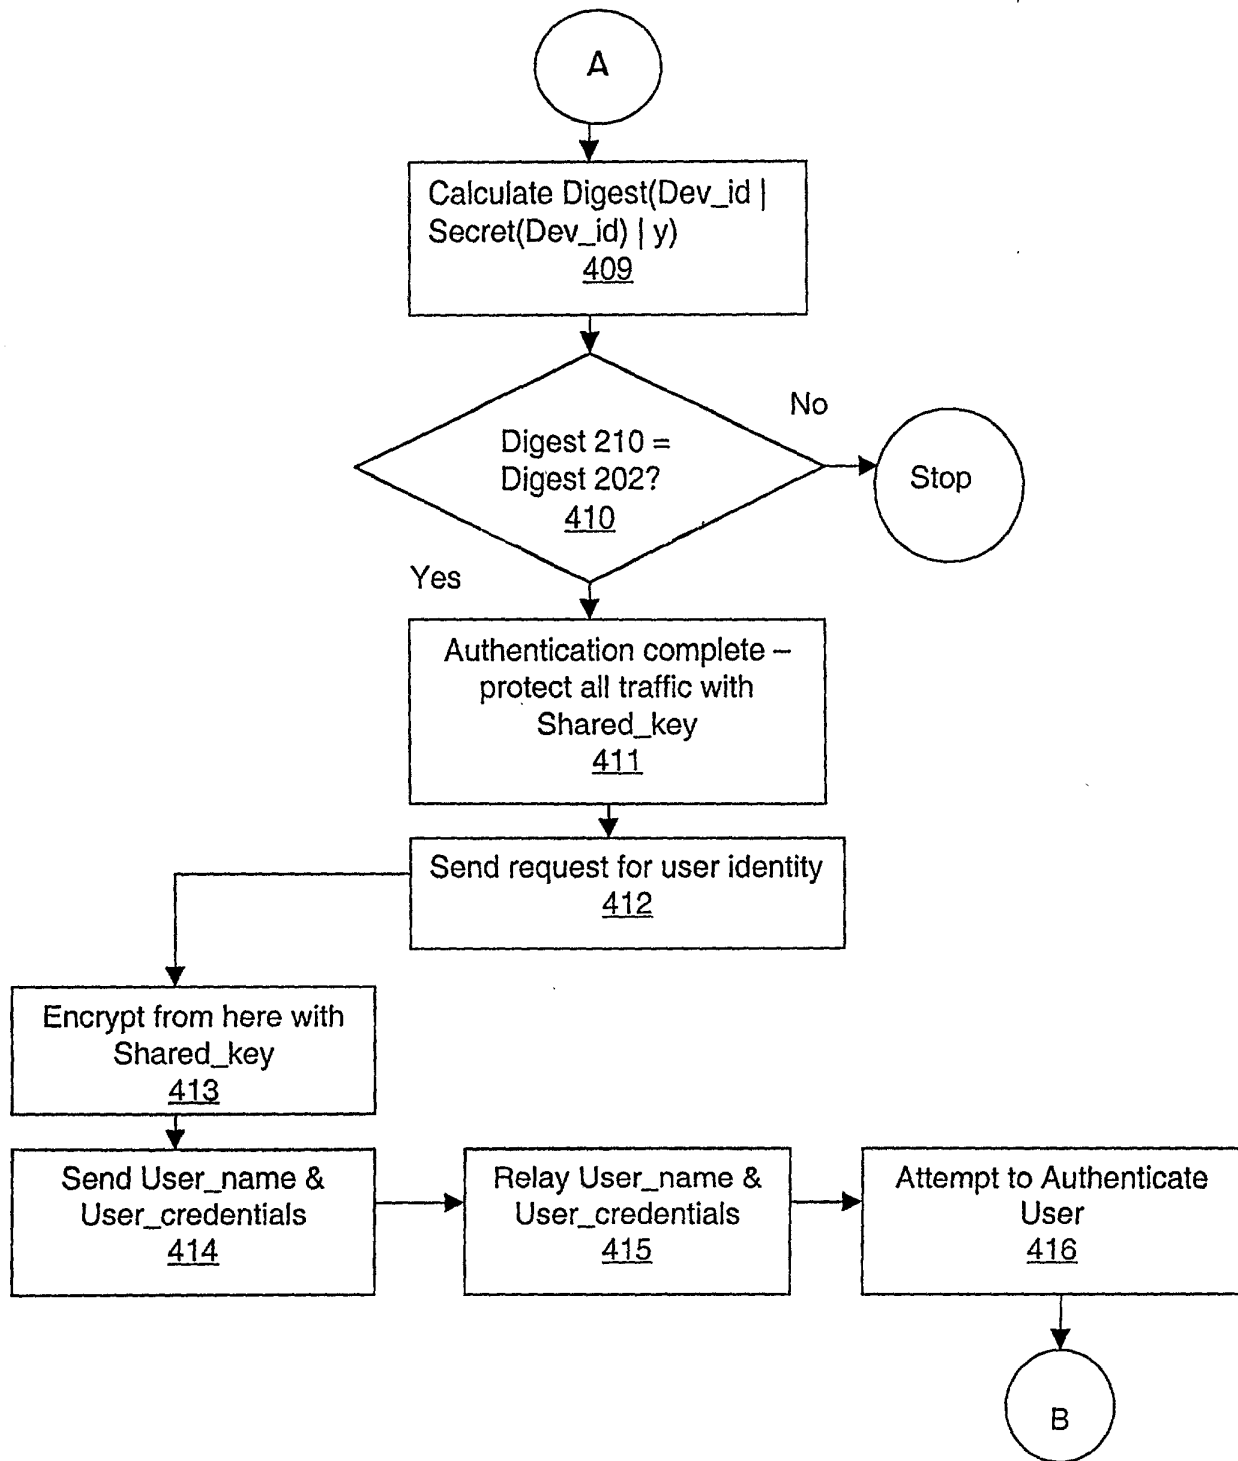 A
Calculate Digest(Dev_id |
Secret(Dev_id) | y)
409
No
Digest 210 =
Digest 202?
410
Stop
Yes
Authentication complete –
protect all traffic with
Shared_key
411
Send request for user identity
412
Encrypt from here with
Shared_key
413
Send User_name &
User_credentials
414
Relay User_name &
User_credentials
415
Attempt to Authenticate
User
416
B